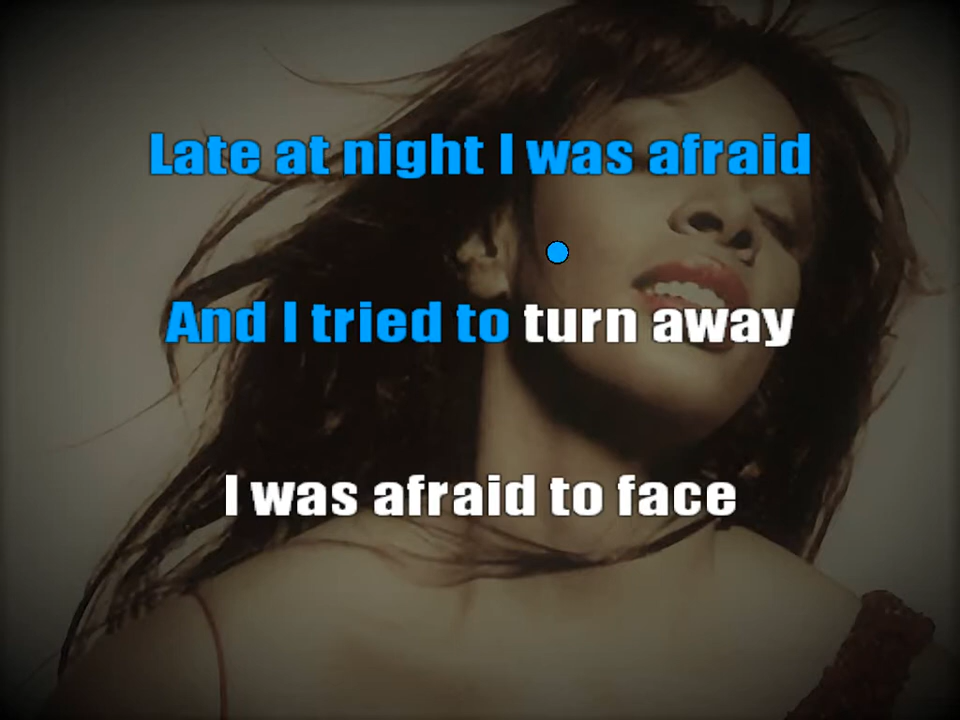 Late at night I was afraid
And I tried to turn away
I was afraid to face